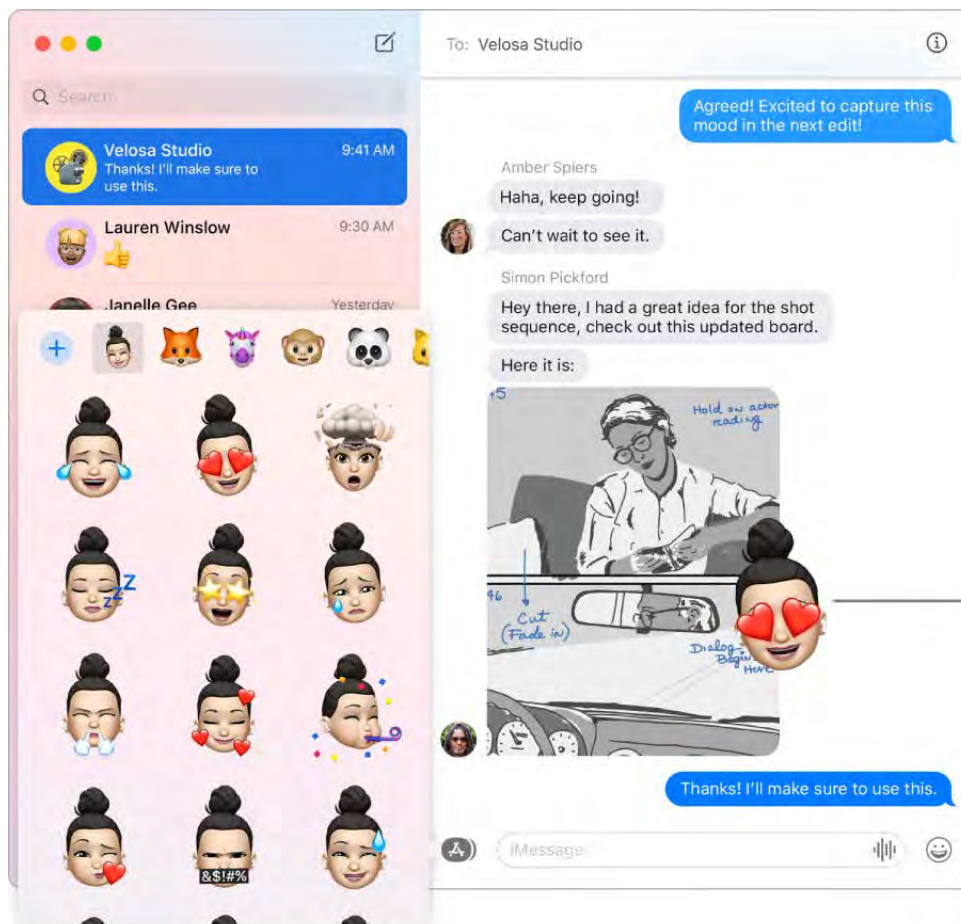 To: Velosa Studio
Search
Velosa Studio
9:41 AM
Thanks! I'll make sure to
use this.
Lauren Winslow
9:30 AM
Janelle Gee
Yesterday
Agreed! Excited to capture this
mood in the next edit!
Amber Spiers
Haha, keep going!
Can't wait to see it.
Simon Pickford
Hey there, I had a great idea for the shot
sequence, check out this updated board.
Here it is:
Hold on actor
reading
Cut
(Fade in)
Dialog
Begin
Here
zzZ
&$!#%
Thanks! I'll make sure to use this.
iMessage